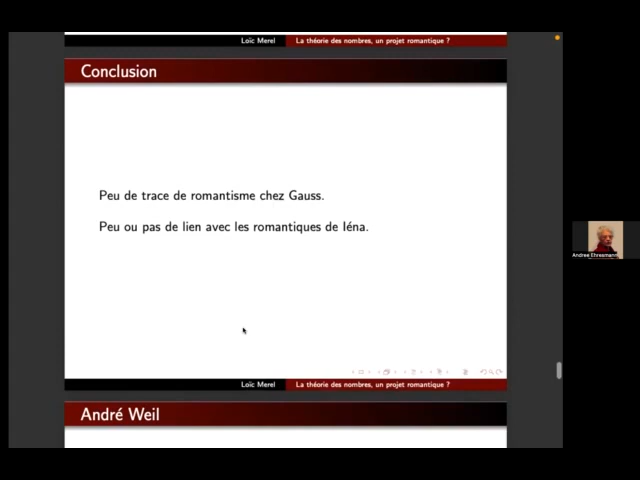 Loïc Merel La théorie des nombres, un projet romantique ?
Conclusion
Peu de trace de romantisme chez Gauss.
Peu ou pas de lien avec les romantiques de Iéna.
Andree Ehresmann
Loïc Merel La théorie des nombres, un projet romantique ?
André Weil